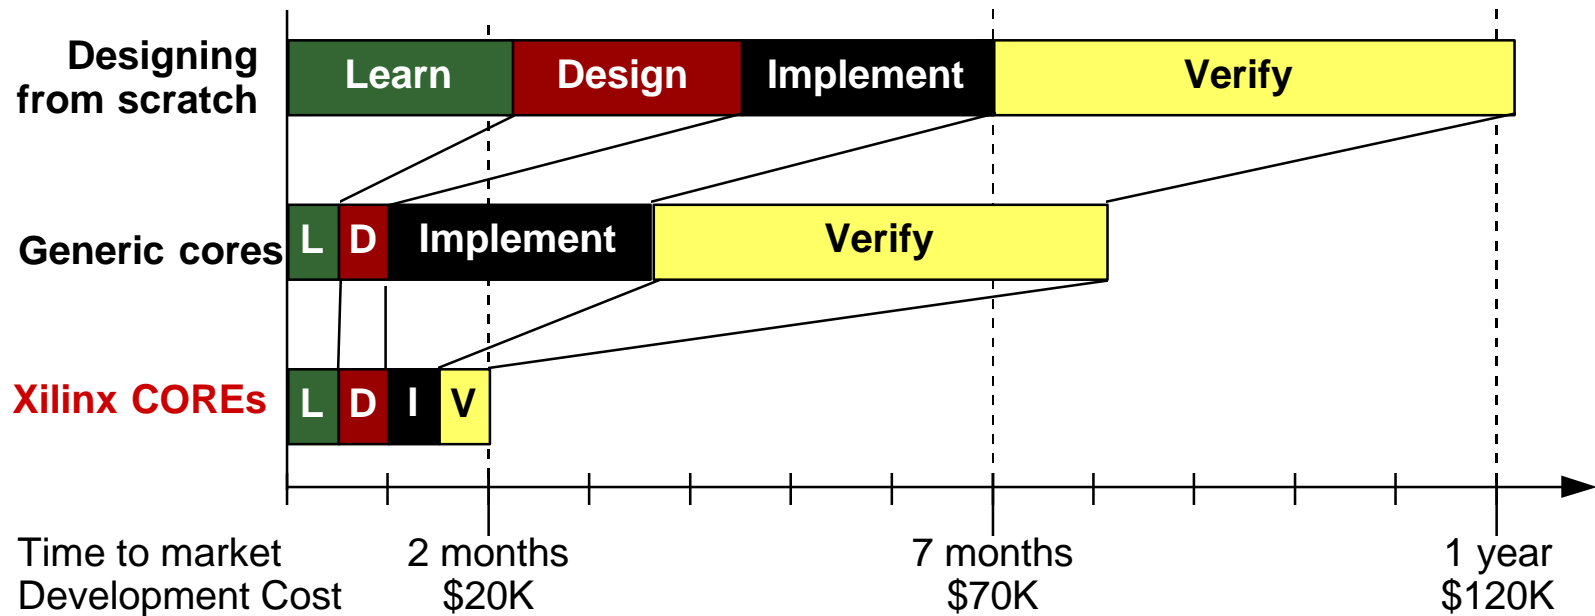 Designing
from scratch
Learn Design Implement Verify
Generic cores L D Implement Verify
Xilinx COREs L D I V
Time to market 2 months 7 months 1 year
Development Cost $20K $70K $120K